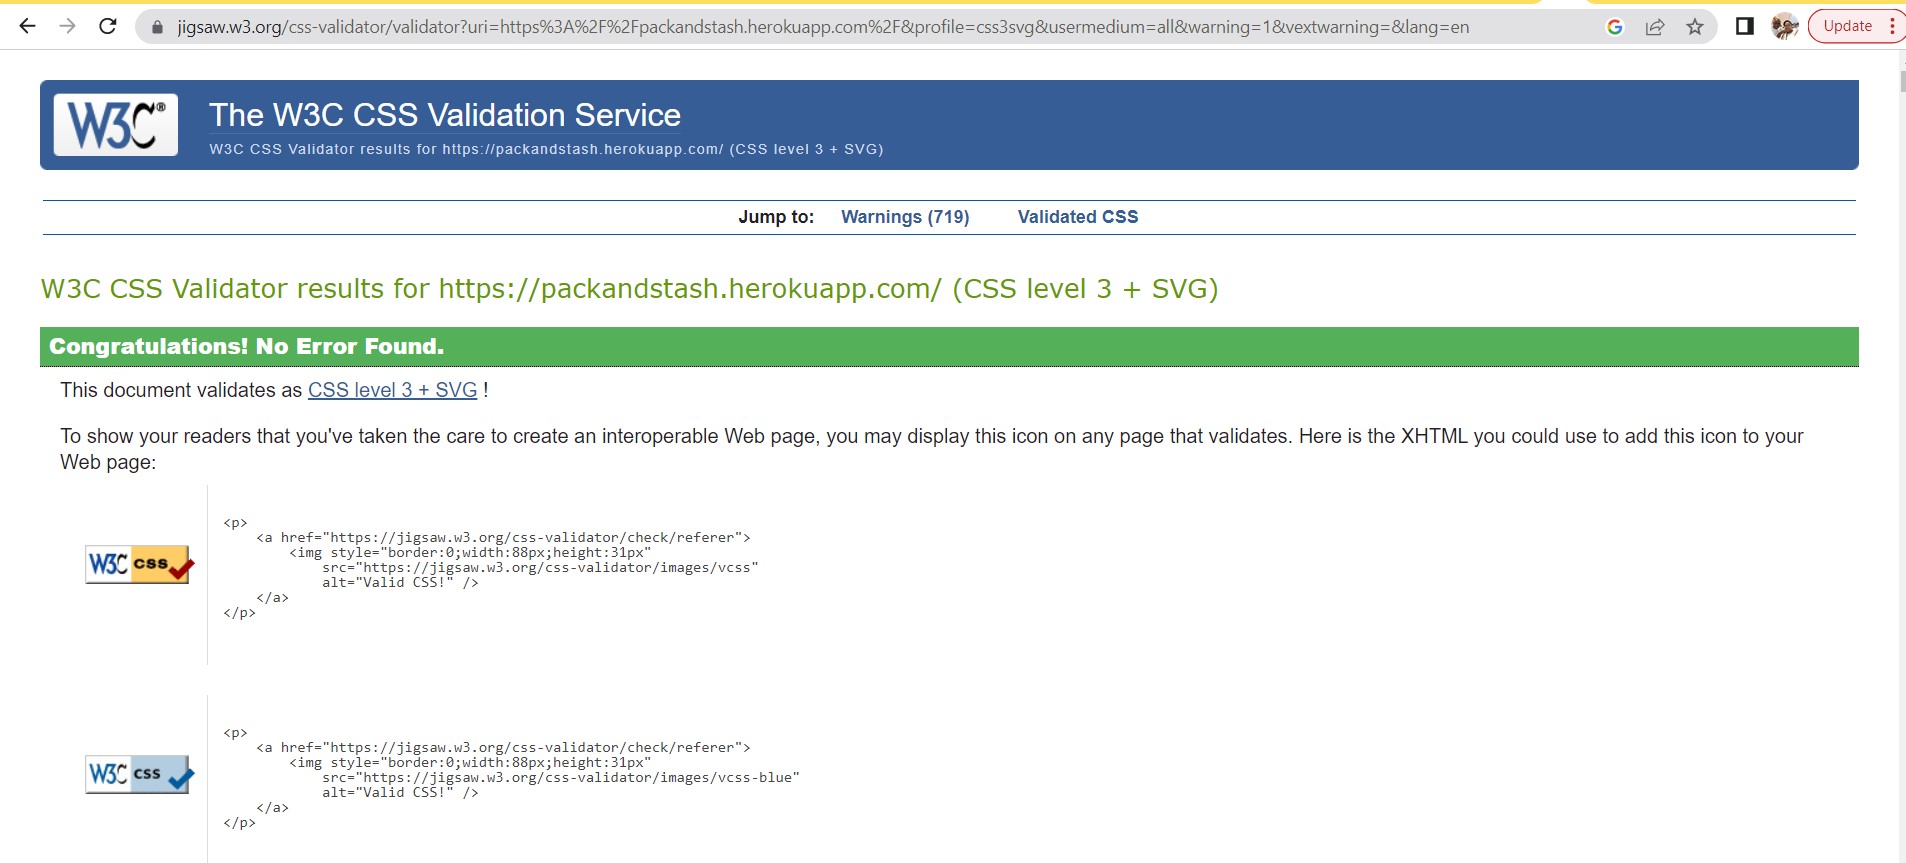 jigsaw.w3.org/css-validator/validator?uri=https%3A%2F%2Fpackandstash.herokuapp.com%2F&profile=css3svg&usermedium=all&warning=1&vextwarning=&lang=en
Update
W3C®
The W3C CSS Validation Service
W3C CSS Validator results for https://packandstash.herokuapp.com/ (CSS level 3 + SVG)
Jump to: Warnings (719) Validated CSS
W3C CSS Validator results for https://packandstash.herokuapp.com/ (CSS level 3 + SVG)
Congratulations! No Error Found.
This document validates as CSS level 3 + SVG !
To show your readers that you've taken the care to create an interoperable Web page, you may display this icon on any page that validates. Here is the XHTML you could use to add this icon to your
Web page:
W3C css
<p>
    <a href="https://jigsaw.w3.org/css-validator/check/referer">
        <img style="border:0;width:88px;height:31px"
            src="https://jigsaw.w3.org/css-validator/images/vcss"
            alt="Valid CSS!" />
    </a>
</p>
W3C css
<p>
    <a href="https://jigsaw.w3.org/css-validator/check/referer">
        <img style="border:0;width:88px;height:31px"
            src="https://jigsaw.w3.org/css-validator/images/vcss-blue"
            alt="Valid CSS!" />
    </a>
</p>